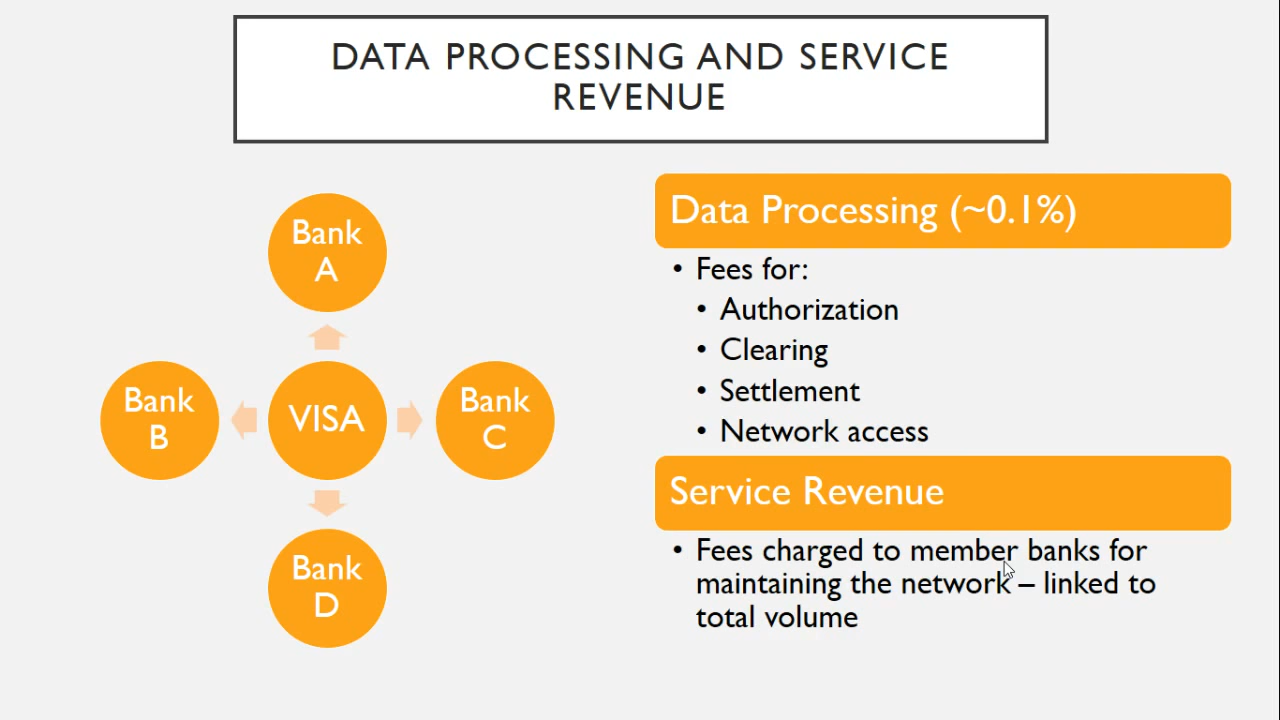 DATA PROCESSING AND SERVICE
REVENUE
Bank
A
Bank
B
VISA
Bank
C
Bank
D
Data Processing (~0.1%)
• Fees for:
• Authorization
• Clearing
• Settlement
• Network access
Service Revenue
• Fees charged to member banks for
maintaining the network – linked to
total volume